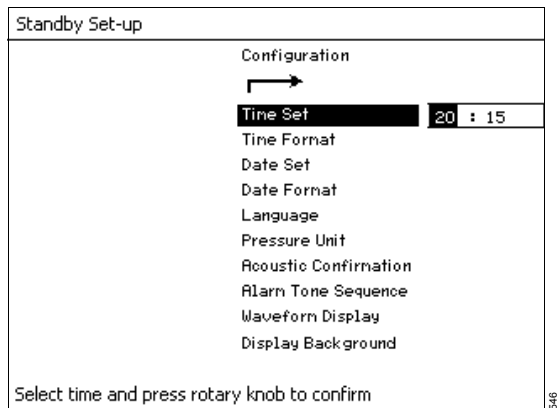 Standby Set-up
Configuration
Time Set 20 : 15
Time Format
Date Set
Date Format
Language
Pressure Unit
Acoustic Confirmation
Alarm Tone Sequence
Waveform Display
Display Background
Select time and press rotary knob to confirm
546